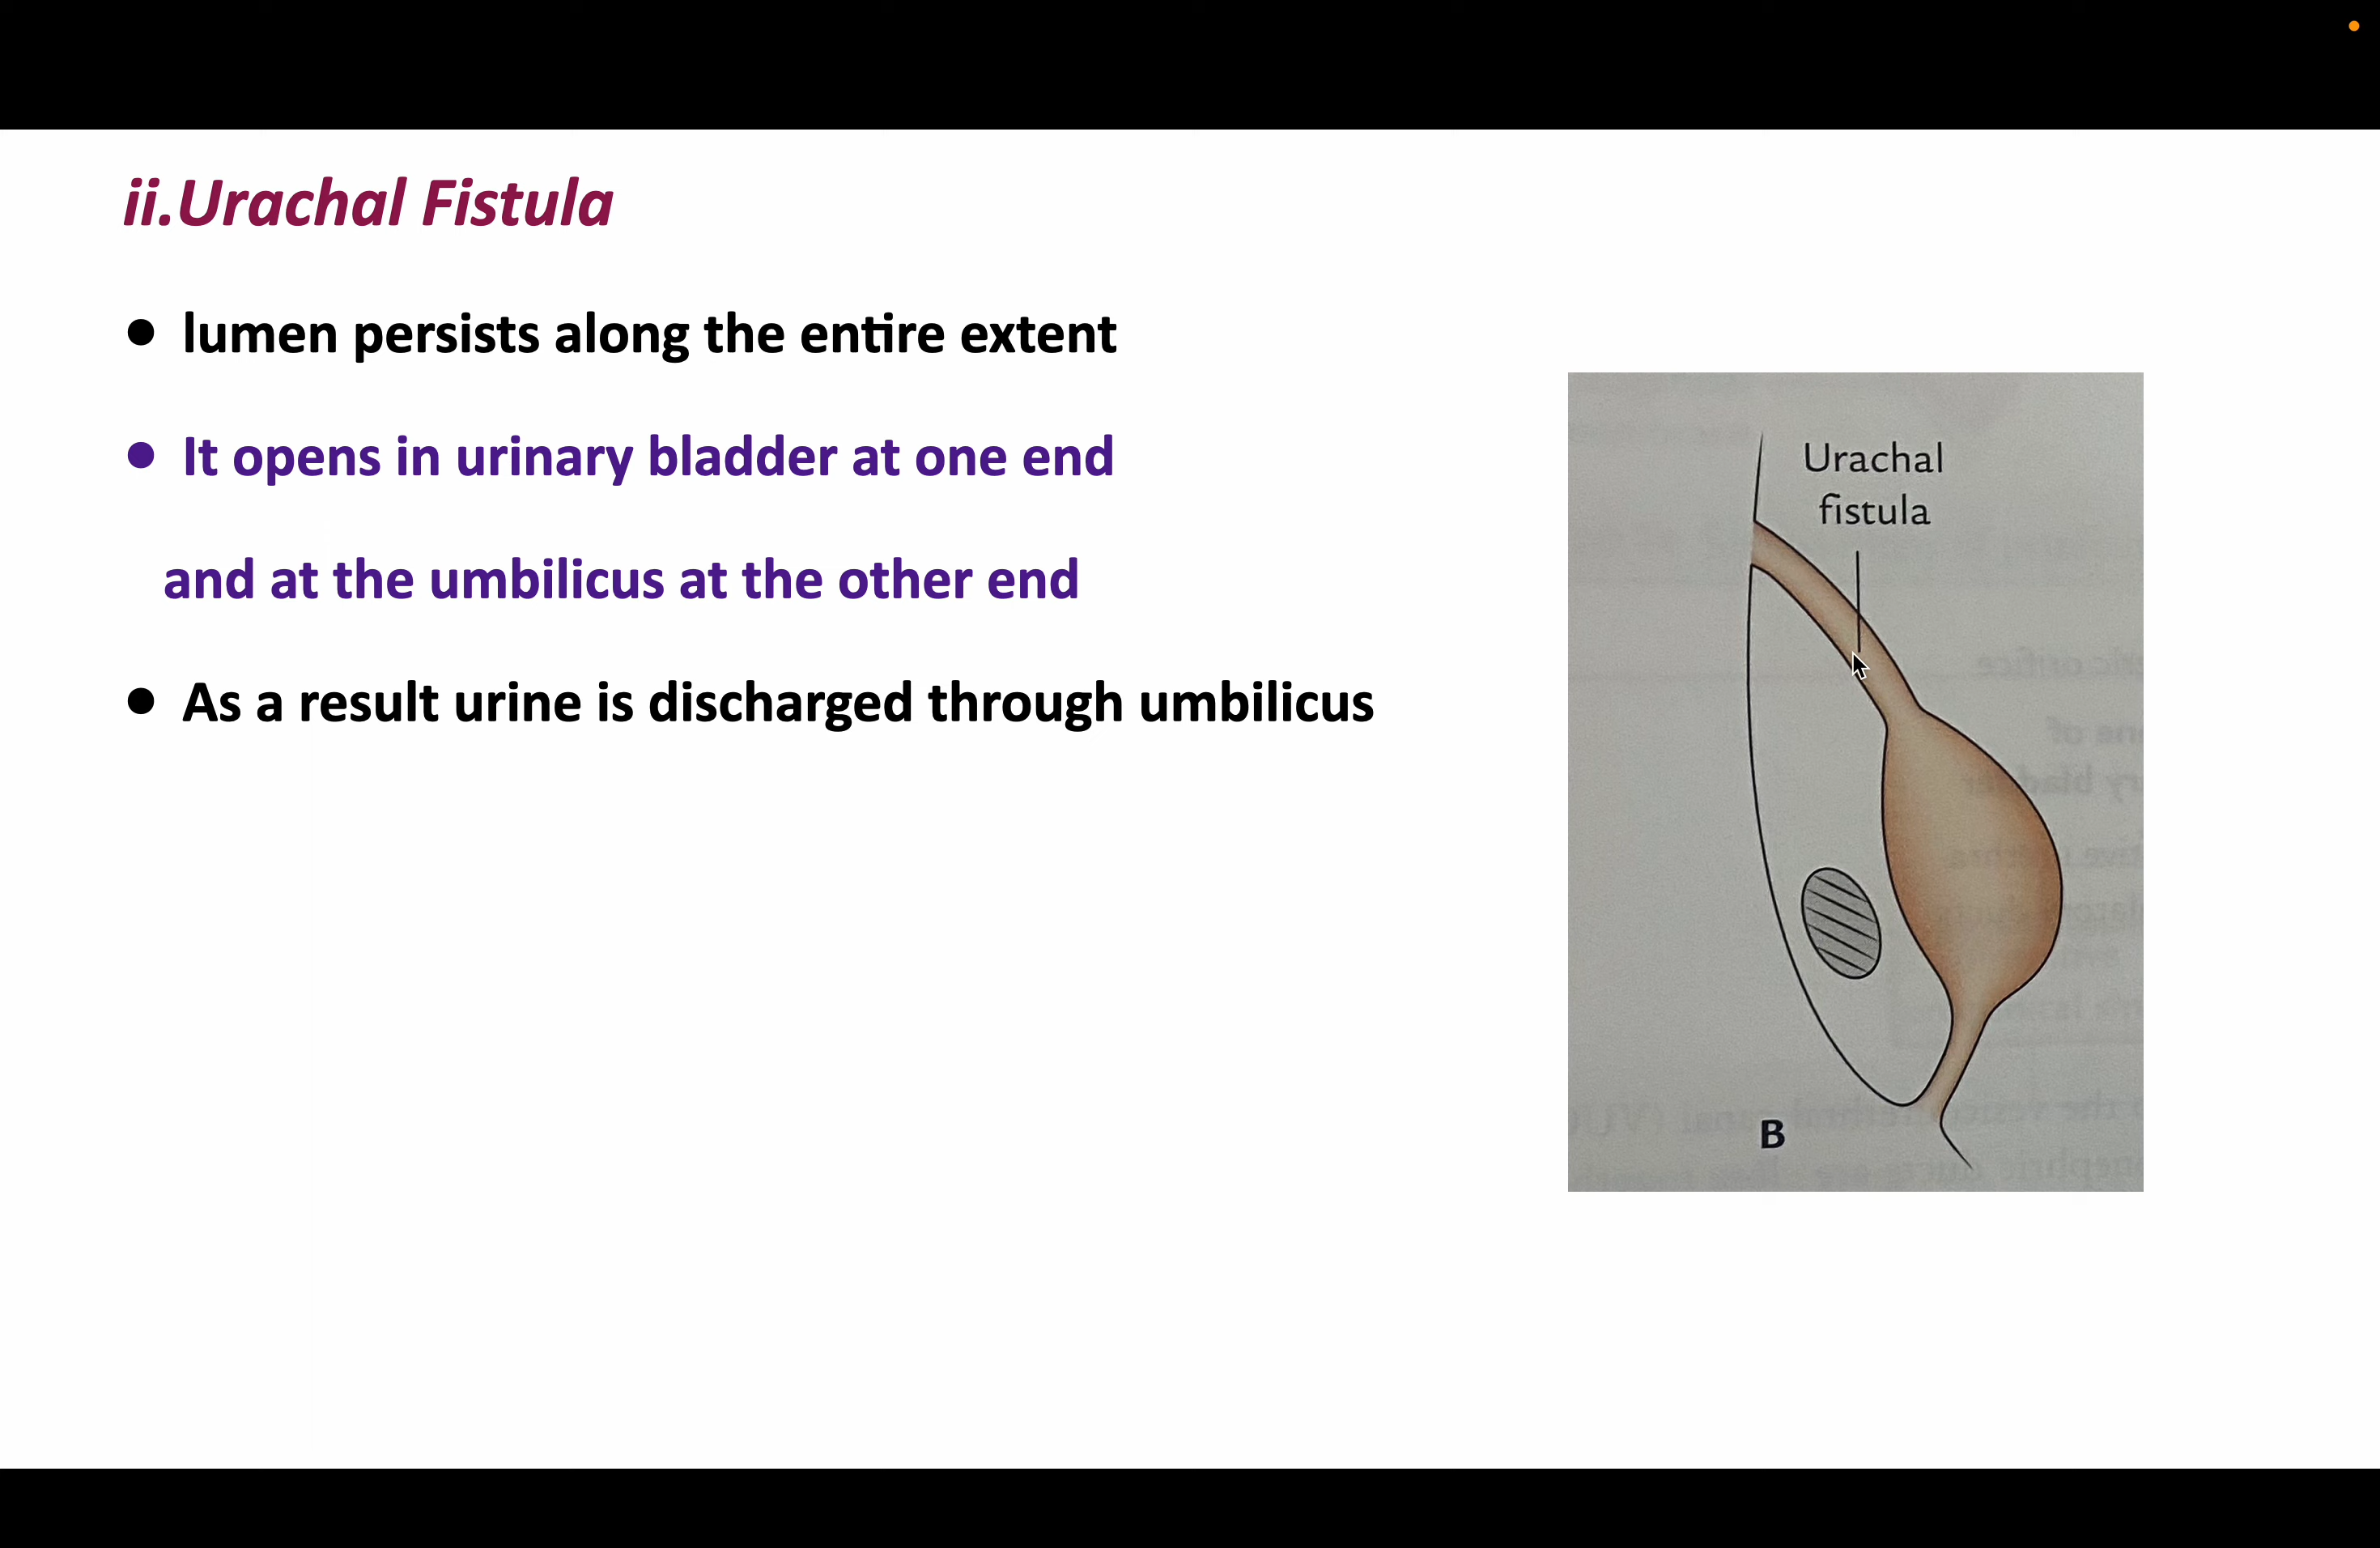 ii.Urachal Fistula
● lumen persists along the entire extent
● It opens in urinary bladder at one end
and at the umbilicus at the other end
● As a result urine is discharged through umbilicus
Urachal
fistula
B